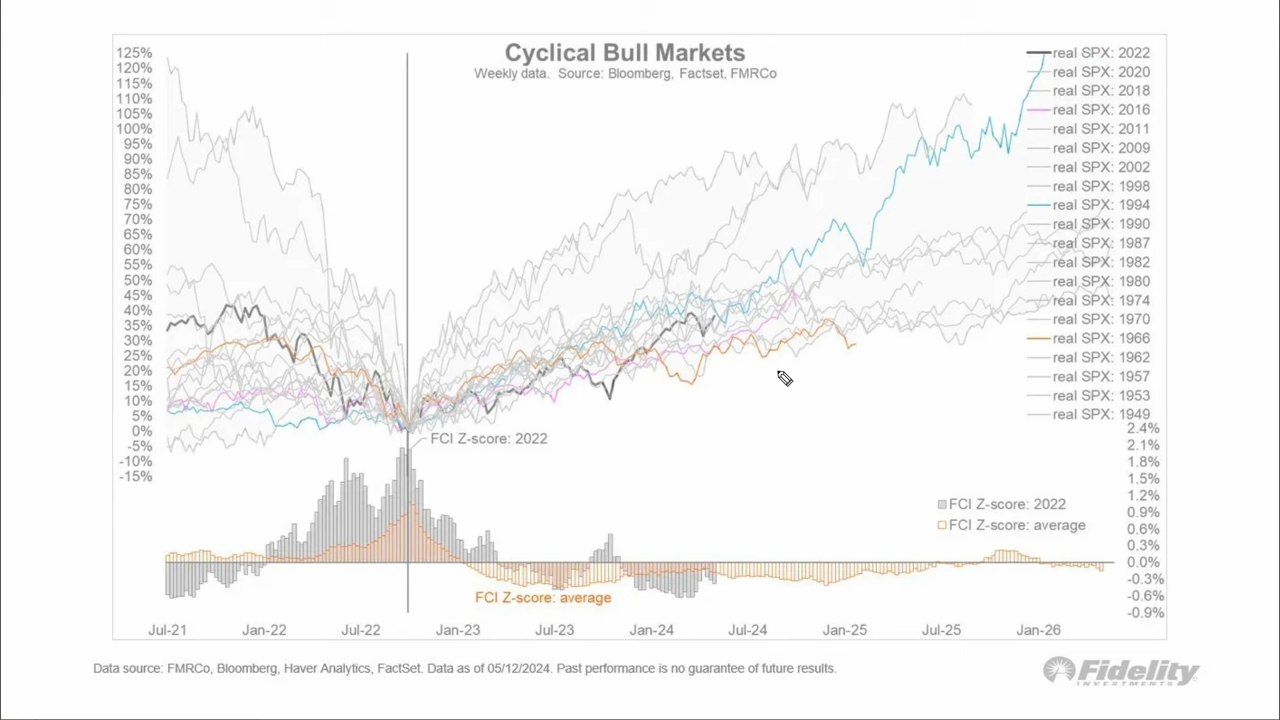 Cyclical Bull Markets
Weekly data. Source: Bloomberg, Factset, FMRCo
125%
120%
115%
110%
105%
100%
95%
90%
85%
80%
75%
70%
65%
60%
55%
50%
45%
40%
35%
30%
25%
20%
15%
10%
5%
0%
-5%
-10%
-15%
real SPX: 2022
real SPX: 2020
real SPX: 2018
real SPX: 2016
real SPX: 2011
real SPX: 2009
real SPX: 2002
real SPX: 1998
real SPX: 1994
real SPX: 1990
real SPX: 1987
real SPX: 1982
real SPX: 1980
real SPX: 1974
real SPX: 1970
real SPX: 1966
real SPX: 1962
real SPX: 1957
real SPX: 1953
real SPX: 1949
2.4%
2.1%
1.8%
1.5%
1.2%
0.9%
0.6%
0.3%
0.0%
-0.3%
-0.6%
-0.9%
FCI Z-score: 2022
FCI Z-score: 2022
FCI Z-score: average
FCI Z-score: average
Jul-21 Jan-22 Jul-22 Jan-23 Jul-23 Jan-24 Jul-24 Jan-25 Jul-25 Jan-26
Data source: FMRCo, Bloomberg, Haver Analytics, FactSet. Data as of 05/12/2024. Past performance is no guarantee of future results.
Fidelity
INVESTMENTS